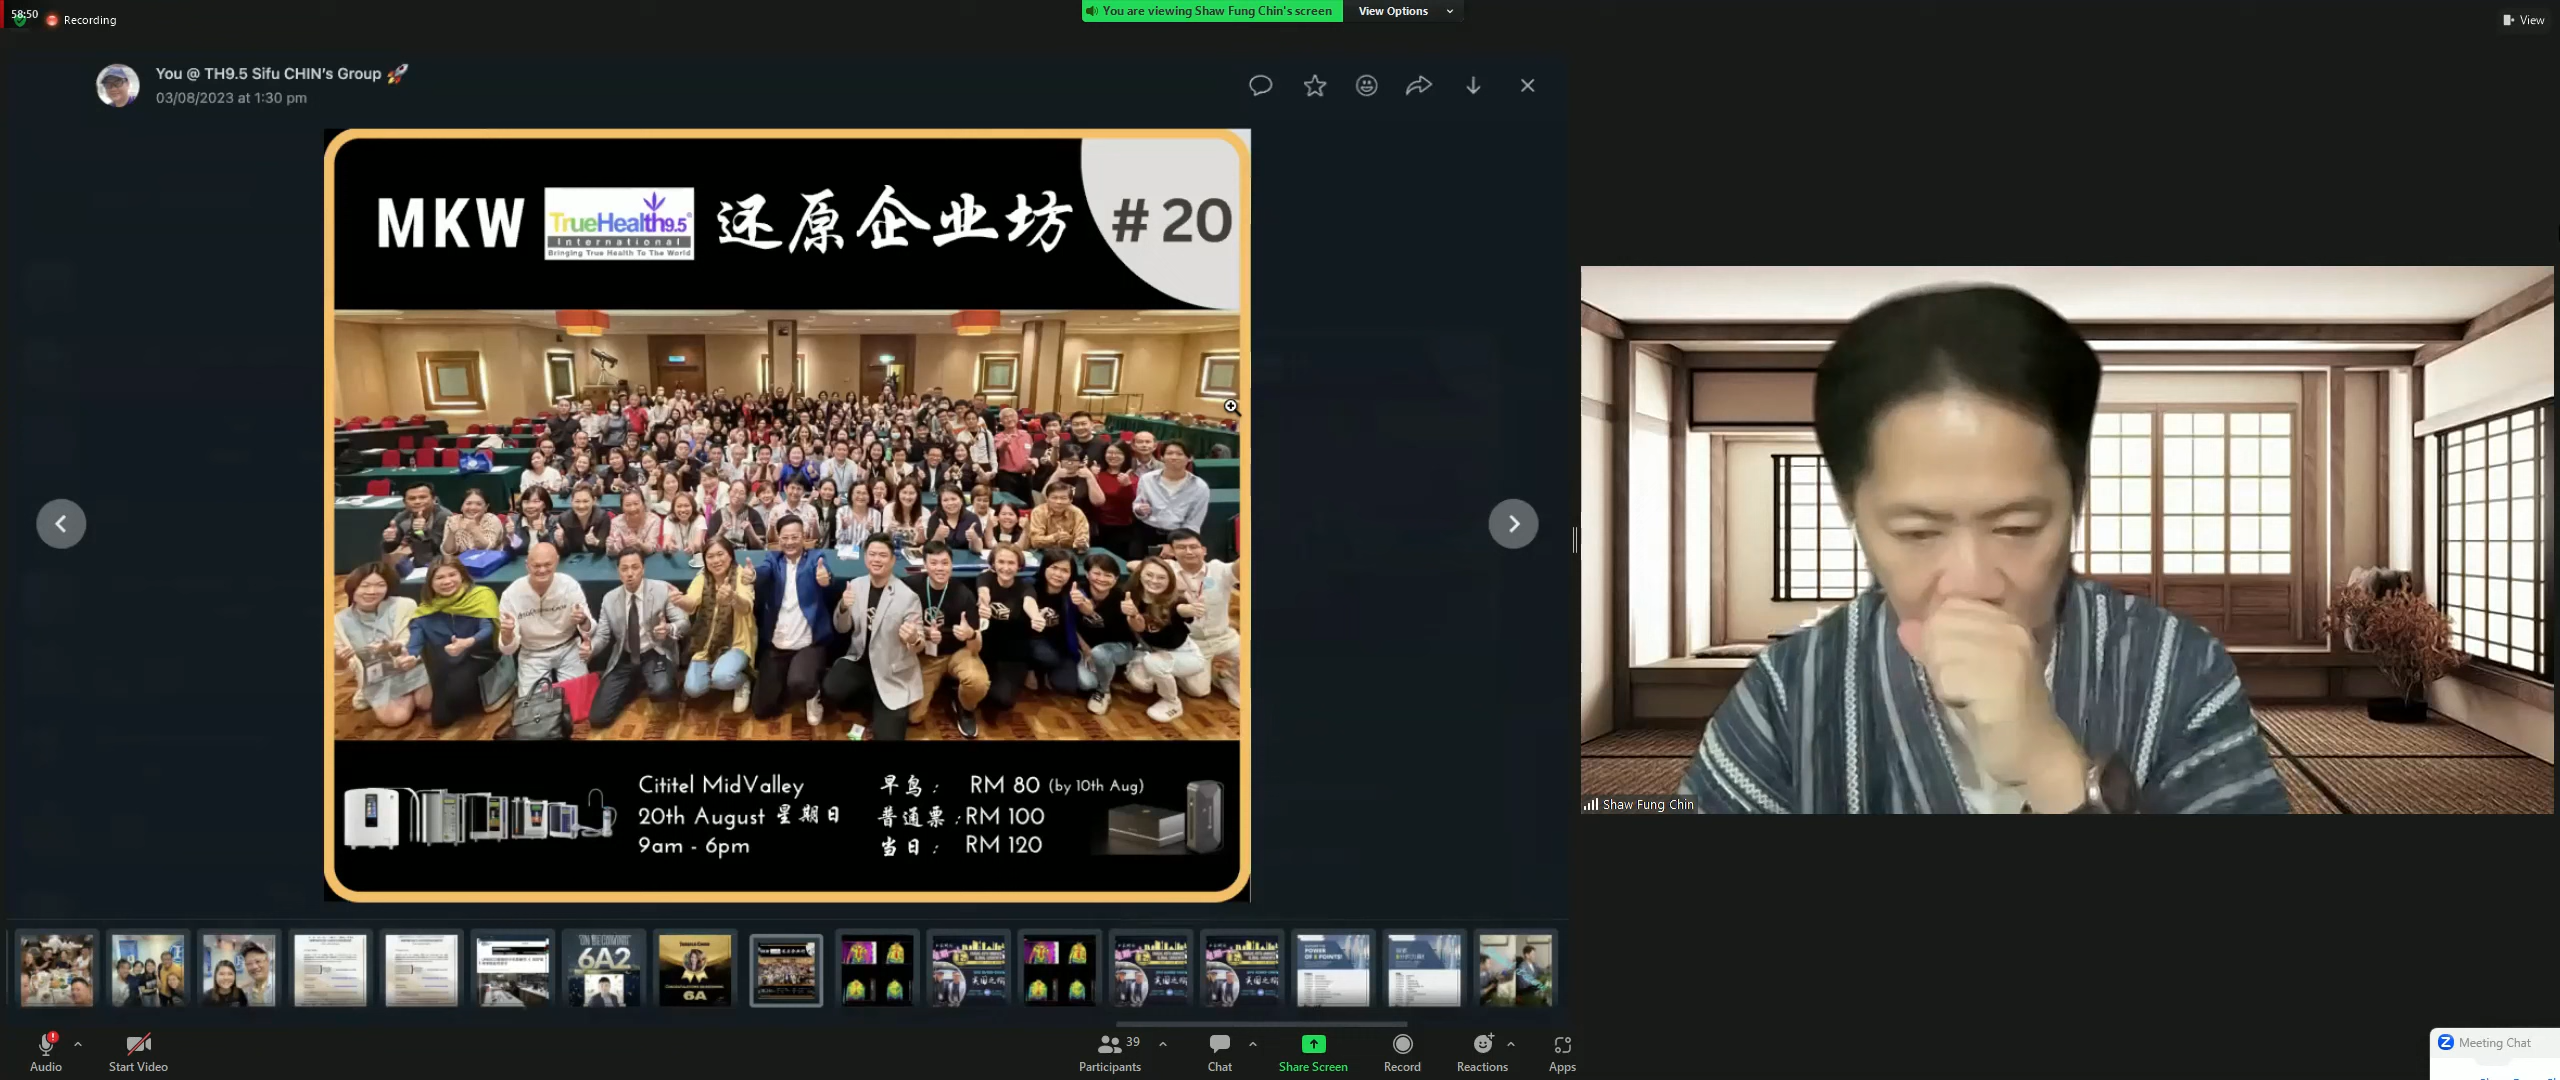 58:50
Recording
You are viewing Shaw Fung Chin's screen
View Options
View
You @ TH9.5 Sifu CHIN's Group 🚀
03/08/2023 at 1:30 pm
MKW
TrueHealth9.5®
International
Bringing True Health To The World
还原企业坊
# 20
Cititel MidValley
20th August 星期日
9am - 6pm
早鸟： RM 80 (by 10th Aug)
普通票：RM 100
当日： RM 120
6A2
6A
Shaw Fung Chin
Audio
Start Video
Participants
39
Chat
Share Screen
Record
Reactions
Apps
Meeting Chat